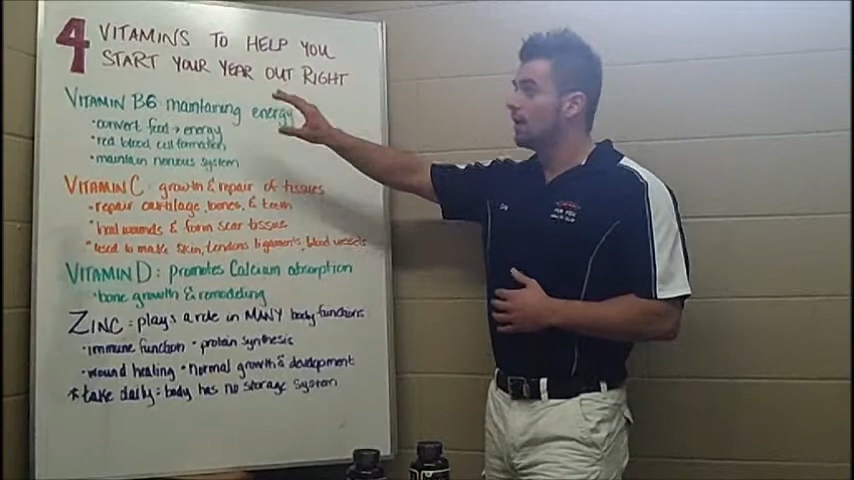 4 VITAMINS TO HELP YOU
START YOUR YEAR OUT RIGHT
VITAMIN B6 maintaining energy
• convert food → energy
• red blood cell formation
• maintain nervous system
VITAMIN C: growth & repair of tissues
• repair cartilage, bones, & teeth
• heal wounds & form scar tissue
• used to make skin, tendons, ligaments, blood vessels
VITAMIN D: promotes Calcium absorption
• bone growth & remodeling
ZINC: plays a role in MANY body functions
• immune function • protein synthesis
• wound healing • normal growth & development
* take daily: body has no storage system
FOR YOU